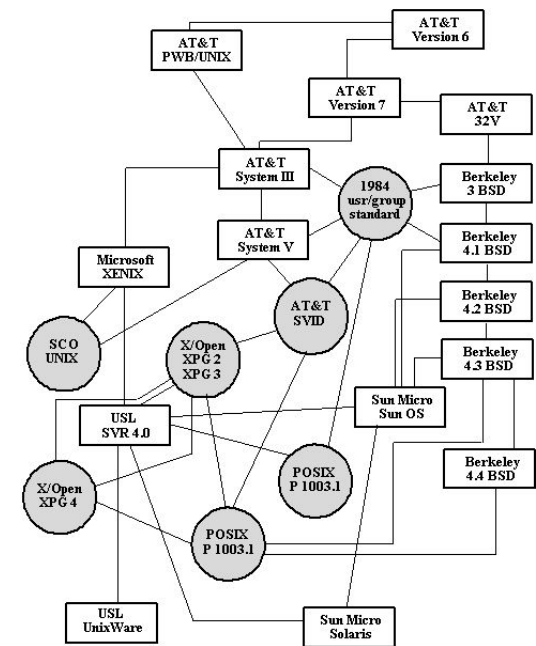 AT&T
Version 6
AT&T
PWB/UNIX
AT&T
Version 7
AT&T
32V
AT&T
System III
1984
usr/group
standard
Berkeley
3 BSD
AT&T
System V
Berkeley
4.1 BSD
Microsoft
XENIX
Berkeley
4.2 BSD
AT&T
SVID
SCO
UNIX
X/Open
XPG 2
XPG 3
Berkeley
4.3 BSD
Sun Micro
Sun OS
USL
SVR 4.0
Berkeley
4.4 BSD
POSIX
P 1003.1
X/Open
XPG 4
POSIX
P 1003.1
USL
UnixWare
Sun Micro
Solaris